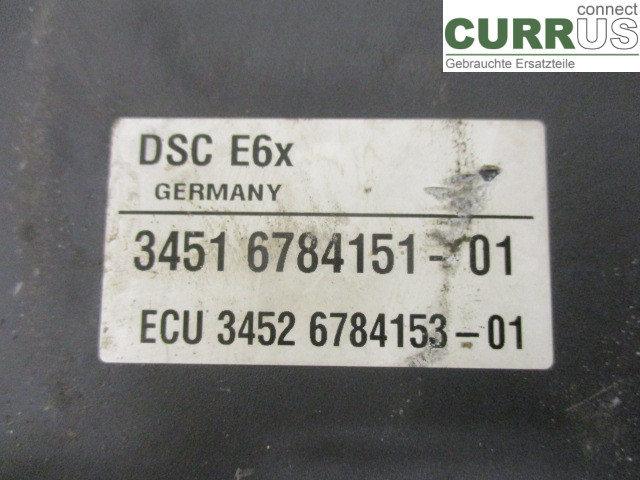 connect
CURRUS
Gebrauchte Ersatzteile
DSC E6x
GERMANY
3451 6784151-01
ECU 3452 6784153-01